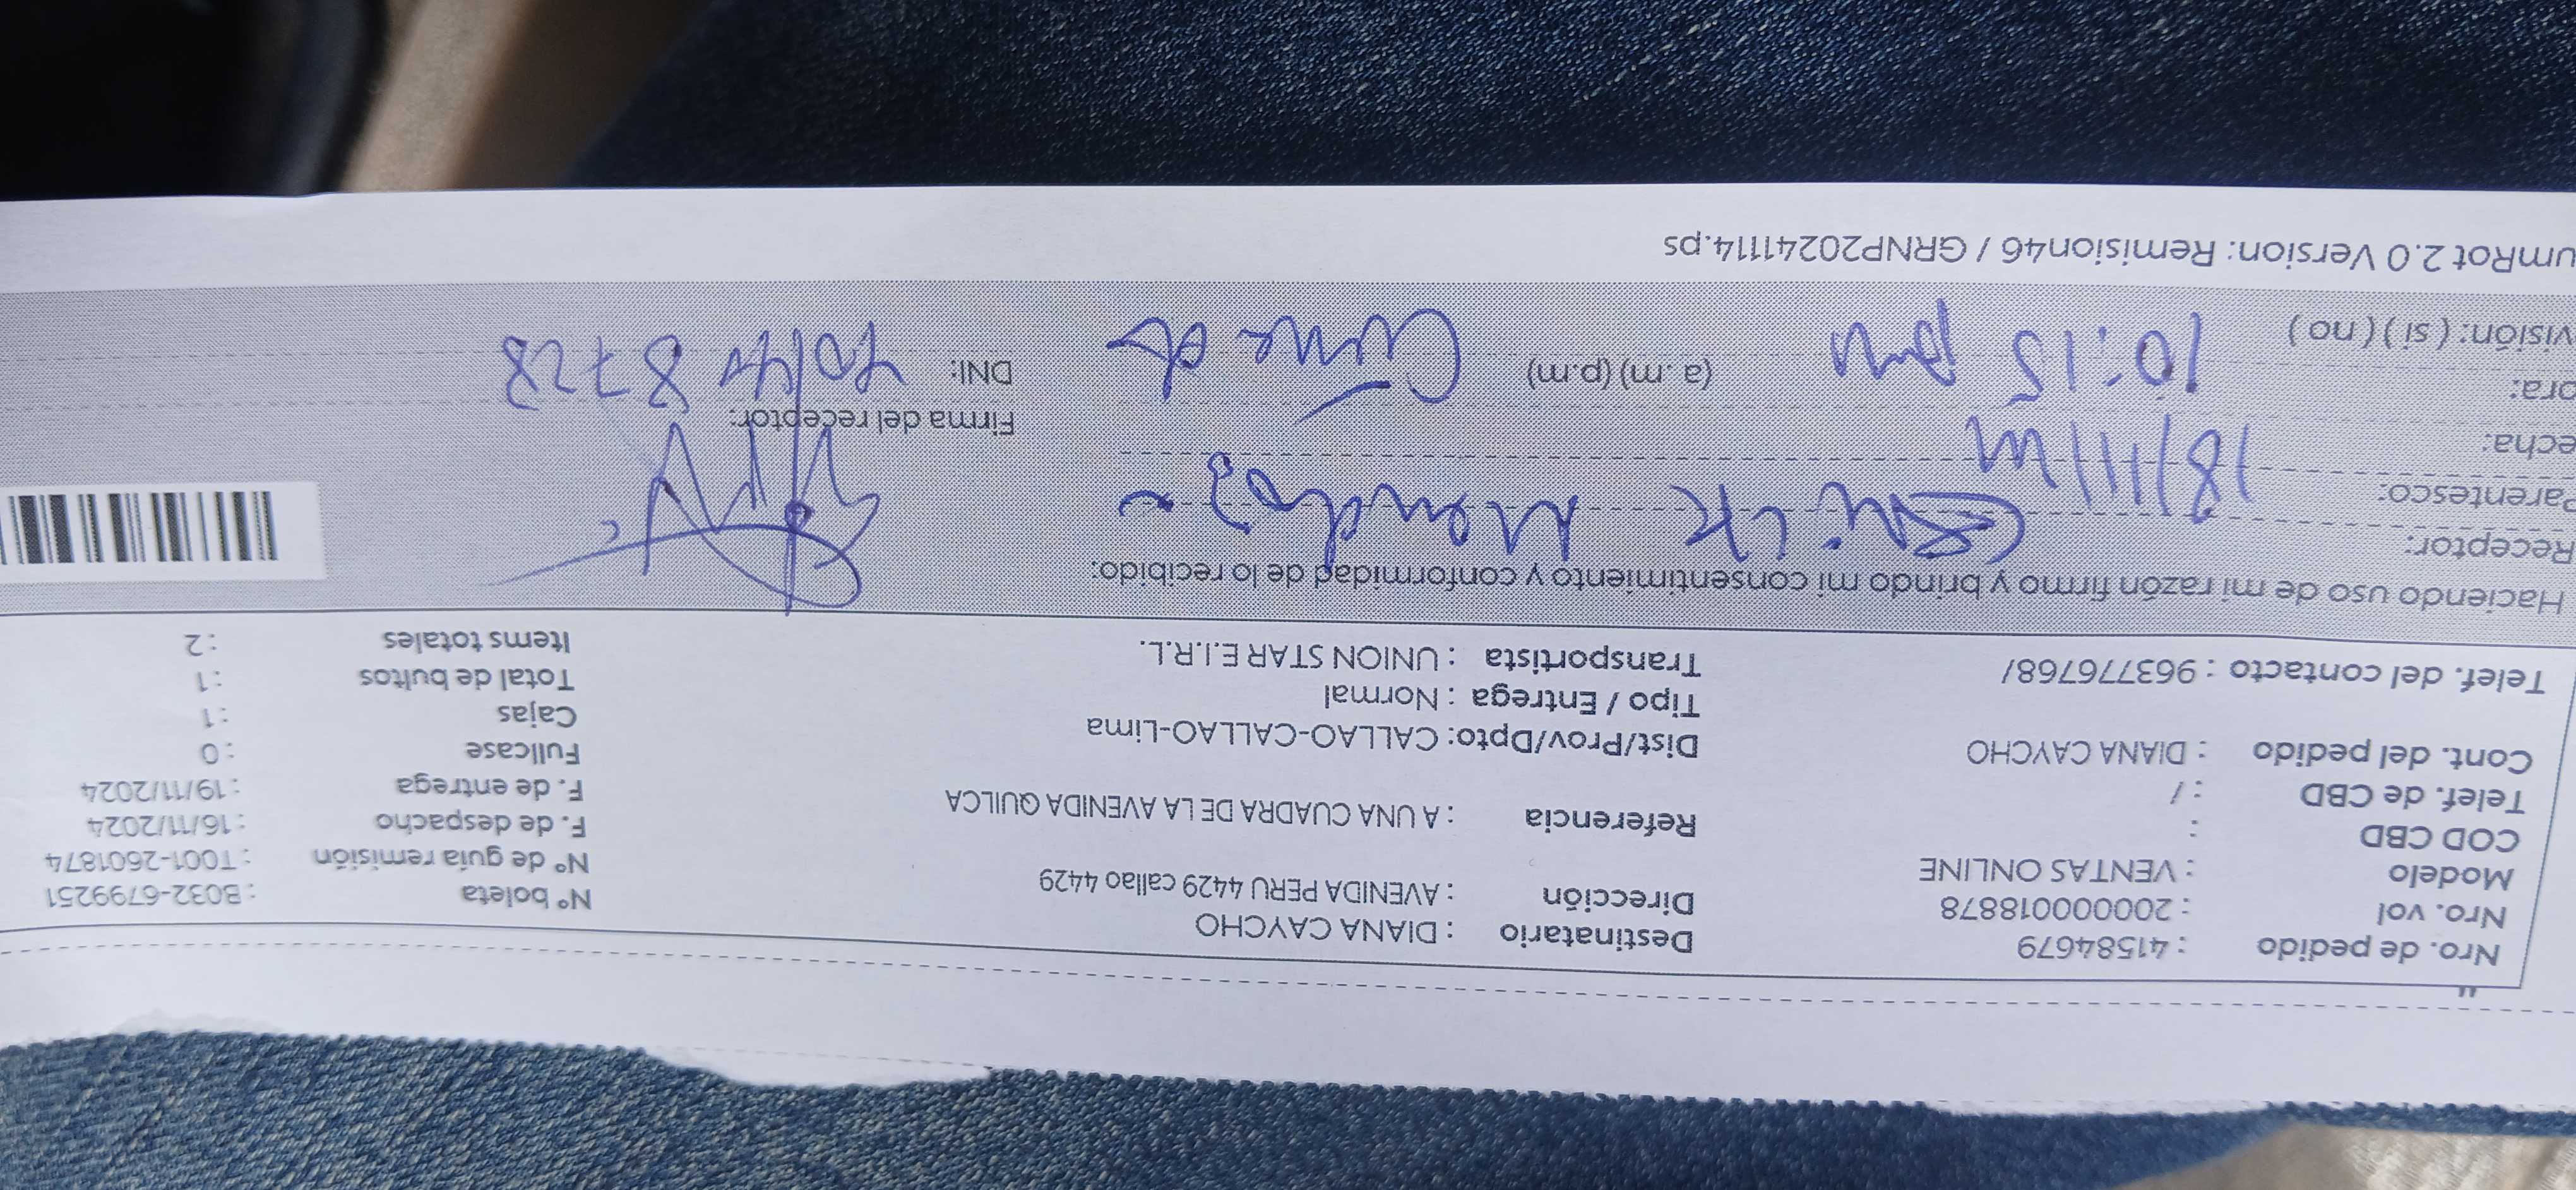 Nro. de pedido : 41584679 Destinatario : DIANA CAYCHO Nº boleta : B032-6799251
Nro. vol : 20000018878 Dirección : AVENIDA PERU 4429 callao 4429 Nº de guía remisión : T001-2601874
Modelo : VENTAS ONLINE F. de despacho : 16/11/2024
COD CBD : Referencia : A UNA CUADRA DE LA AVENIDA QUILCA F. de entrega : 19/11/2024
Telef. de CBD : / Fullcase : 0
Cont. del pedido : DIANA CAYCHO Dist/Prov/Dpto: CALLAO-CALLAO-Lima Cajas : 1
Tipo / Entrega : Normal Total de bultos : 1
Telef. del contacto : 963776768/ Transportista : UNION STAR E.I.R.L. Items totales : 2
Haciendo uso de mi razón firmo y brindo mi consentimiento y conformidad de lo recibido:
Receptor:
Parentesco:
echa: 18/11/ Firma del receptor:
ora: 10:15 (a.m) (p.m) DNI:
visión: ( si ) ( no )
umRot 2.0 Version: Remision46 / GRNP20241114.ps